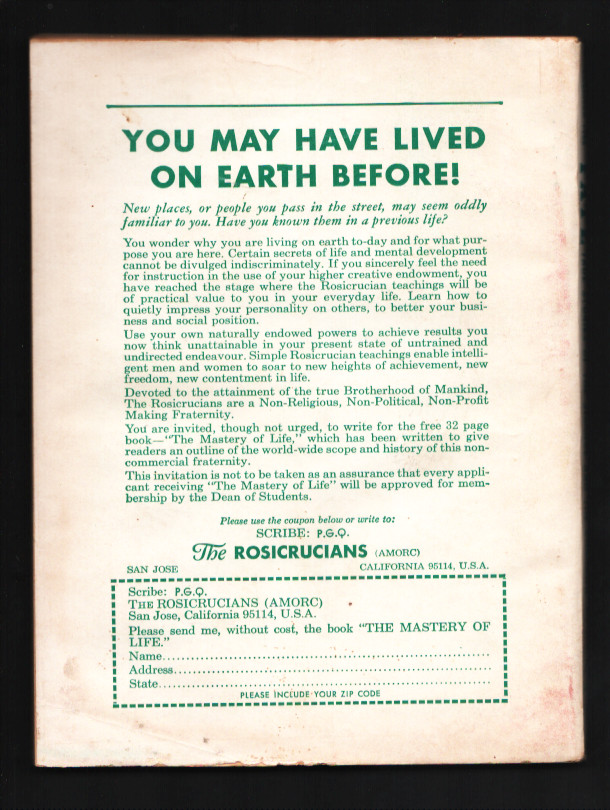 YOU MAY HAVE LIVED
ON EARTH BEFORE!
New places, or people you pass in the street, may seem oddly
familiar to you. Have you known them in a previous life?
You wonder why you are living on earth to-day and for what pur-
pose you are here. Certain secrets of life and mental development
cannot be divulged indiscriminately. If you sincerely feel the need
for instruction in the use of your higher creative endowment, you
have reached the stage where the Rosicrucian teachings will be
of practical value to you in your everyday life. Learn how to
quietly impress your personality on others, to better your busi-
ness and social position.
Use your own naturally endowed powers to achieve results you
now think unattainable in your present state of untrained and
undirected endeavour. Simple Rosicrucian teachings enable intelli-
gent men and women to soar to new heights of achievement, new
freedom, new contentment in life.
Devoted to the attainment of the true Brotherhood of Mankind,
The Rosicrucians are a Non-Religious, Non-Political, Non-Profit
Making Fraternity.
You are invited, though not urged, to write for the free 32 page
book—"The Mastery of Life," which has been written to give
readers an outline of the world-wide scope and history of this non-
commercial fraternity.
This invitation is not to be taken as an assurance that every appli-
cant receiving "The Mastery of Life" will be approved for mem-
bership by the Dean of Students.
Please use the coupon below or write to:
SCRIBE: P.G.Q.
The ROSICRUCIANS (AMORC)
SAN JOSE CALIFORNIA 95114, U.S.A.
Scribe: P.G.Q.
THE ROSICRUCIANS (AMORC)
San Jose, California 95114, U.S.A.
Please send me, without cost, the book "THE MASTERY OF
LIFE."
Name
Address
State
PLEASE INCLUDE YOUR ZIP CODE